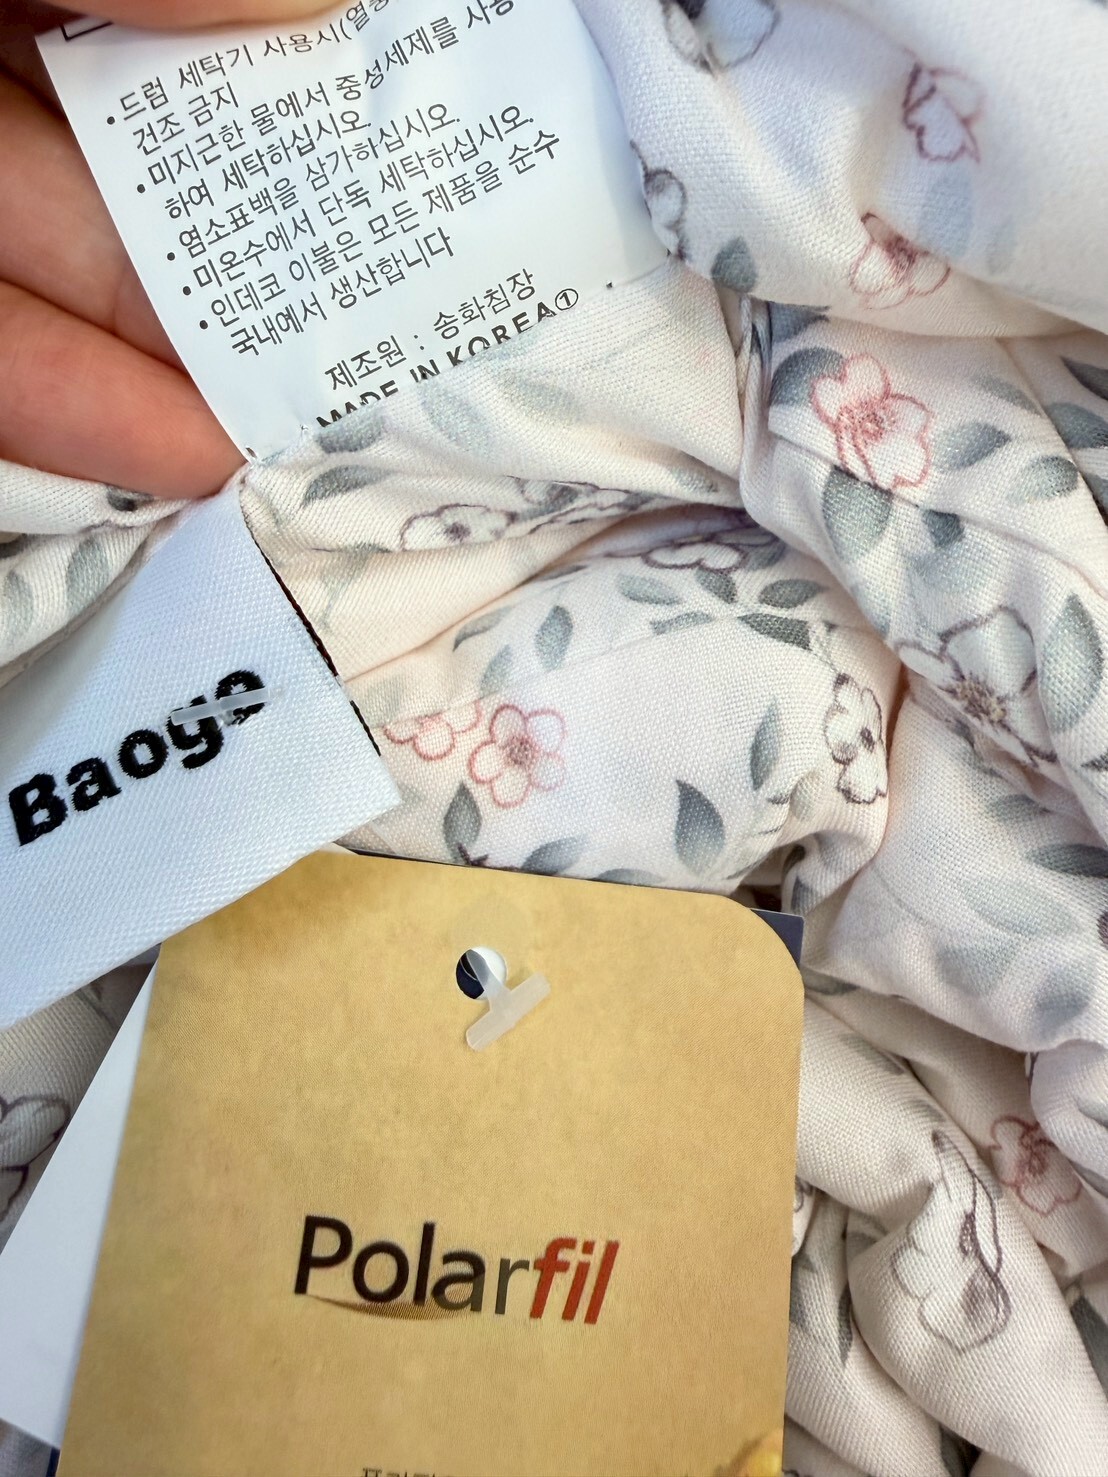 • 드럼 세탁기 사용시(열풍
건조 금지
• 미지근한 물에서 중성세제를 사용
하여 세탁하십시오.
• 염소표백을 삼가하십시오.
• 미온수에서 단독 세탁하십시오.
• 인데코 이불은 모든 제품을 순수
국내에서 생산합니다
제조원 : 송화침장
MADE IN KOREA①
Baoge
Polarfil